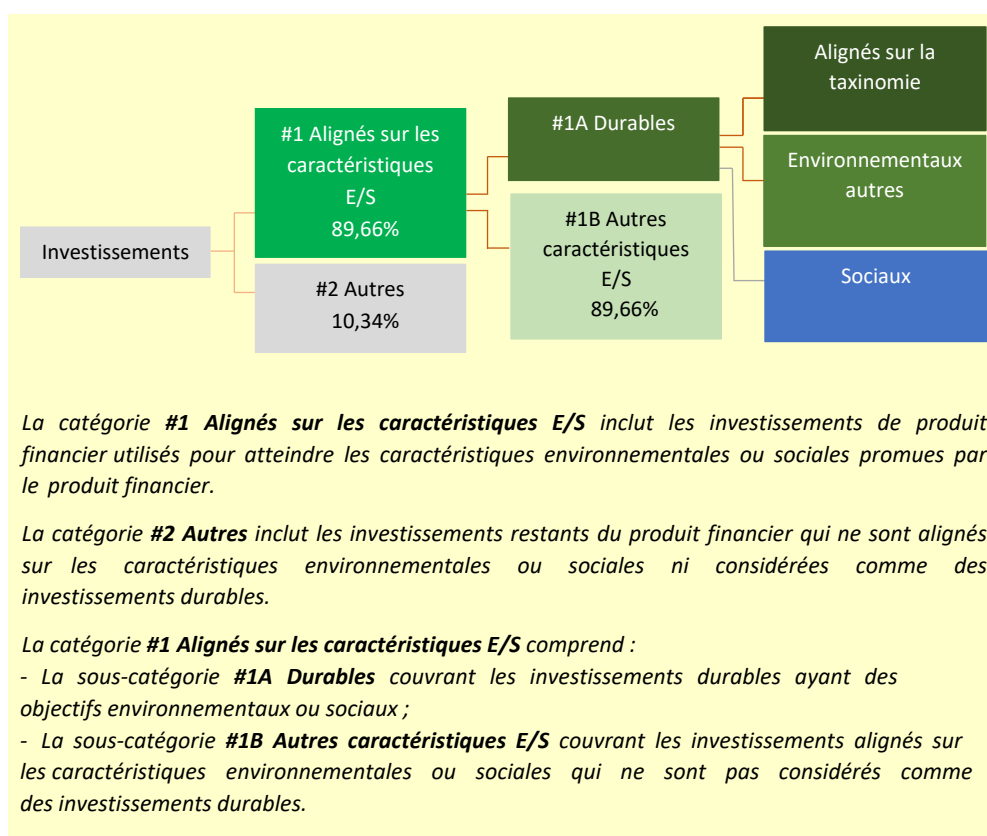 Investissements
#1 Alignés sur les
caractéristiques
E/S
89,66%
#2 Autres
10,34%
#1A Durables
#1B Autres
caractéristiques
E/S
89,66%
Alignés sur la
taxinomie
Environnementaux
autres
Sociaux
La catégorie #1 Alignés sur les caractéristiques E/S inclut les investissements de produit
financier utilisés pour atteindre les caractéristiques environnementales ou sociales promues par
le produit financier.
La catégorie #2 Autres inclut les investissements restants du produit financier qui ne sont alignés
sur les caractéristiques environnementales ou sociales ni considérées comme des
investissements durables.
La catégorie #1 Alignés sur les caractéristiques E/S comprend :
- La sous-catégorie #1A Durables couvrant les investissements durables ayant des
objectifs environnementaux ou sociaux ;
- La sous-catégorie #1B Autres caractéristiques E/S couvrant les investissements alignés sur
les caractéristiques environnementales ou sociales qui ne sont pas considérés comme
des investissements durables.